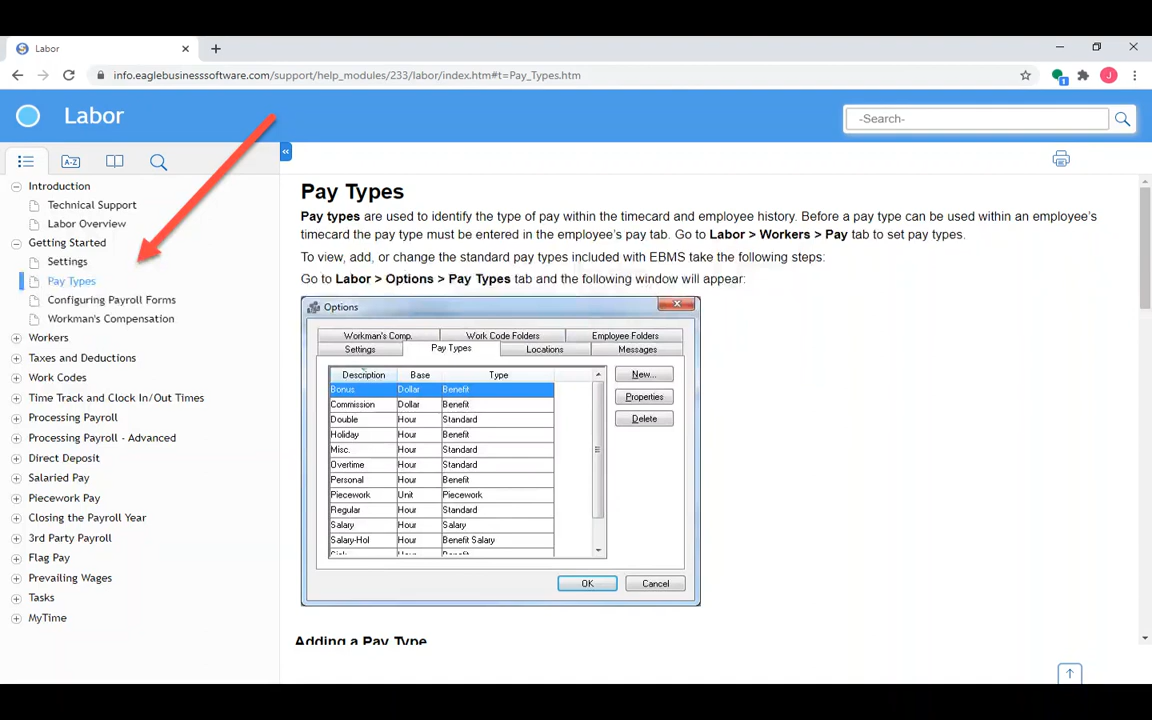 Labor
info.eaglebusinesssoftware.com/support/help_modules/233/labor/index.htm#t=Pay_Types.htm
1
J
Labor
-Search-
A-Z
Introduction
Technical Support
Labor Overview
Getting Started
Settings
Pay Types
Configuring Payroll Forms
Workman's Compensation
Workers
Taxes and Deductions
Work Codes
Time Track and Clock In/Out Times
Processing Payroll
Processing Payroll - Advanced
Direct Deposit
Salaried Pay
Piecework Pay
Closing the Payroll Year
3rd Party Payroll
Flag Pay
Prevailing Wages
Tasks
MyTime
Pay Types
Pay types are used to identify the type of pay within the timecard and employee history. Before a pay type can be used within an employee's
timecard the pay type must be entered in the employee's pay tab. Go to Labor > Workers > Pay tab to set pay types.
To view, add, or change the standard pay types included with EBMS take the following steps:
Go to Labor > Options > Pay Types tab and the following window will appear:
Options
Workman's Comp. Work Code Folders Employee Folders
Settings Pay Types Locations Messages
Description Base Type
Bonus Dollar Benefit
Commission Dollar Benefit
Double Hour Standard
Holiday Hour Benefit
Misc. Hour Standard
Overtime Hour Standard
Personal Hour Benefit
Piecework Unit Piecework
Regular Hour Standard
Salary Hour Salary
Salary-Hol Hour Benefit Salary
New...
Properties
Delete
OK Cancel
Adding a Pay Type